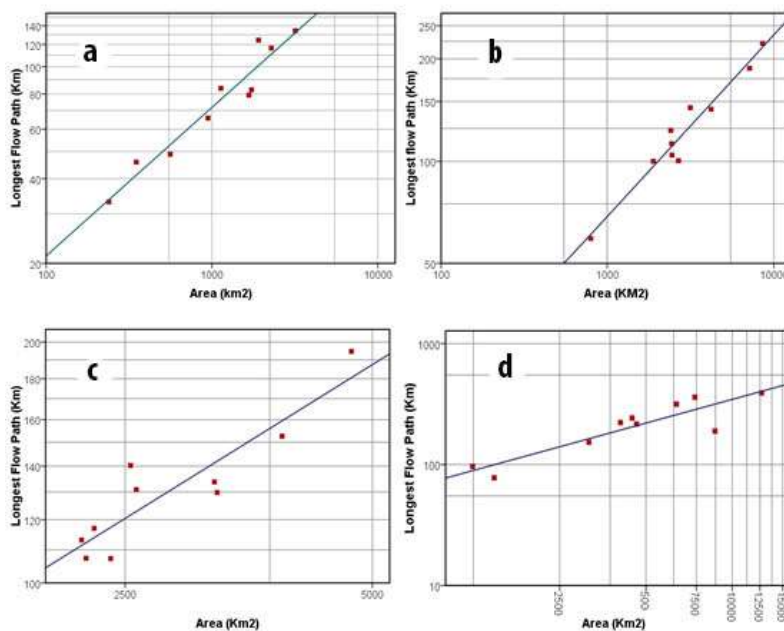 a
Longest Flow Path (Km)
140
120
100
80
60
40
20
100
1000
10000
Area (km2)
b
Longest flow Path (Km)
250
200
150
100
50
100
1000
10000
Area (KM2)
c
Longest Flow Path (Km)
200
180
160
140
120
100
2500
5000
Area (Km2)
d
Longest Flow Path (Km)
1000
100
10
2500
500
7500
10000
12500
15000
Area (Km2)